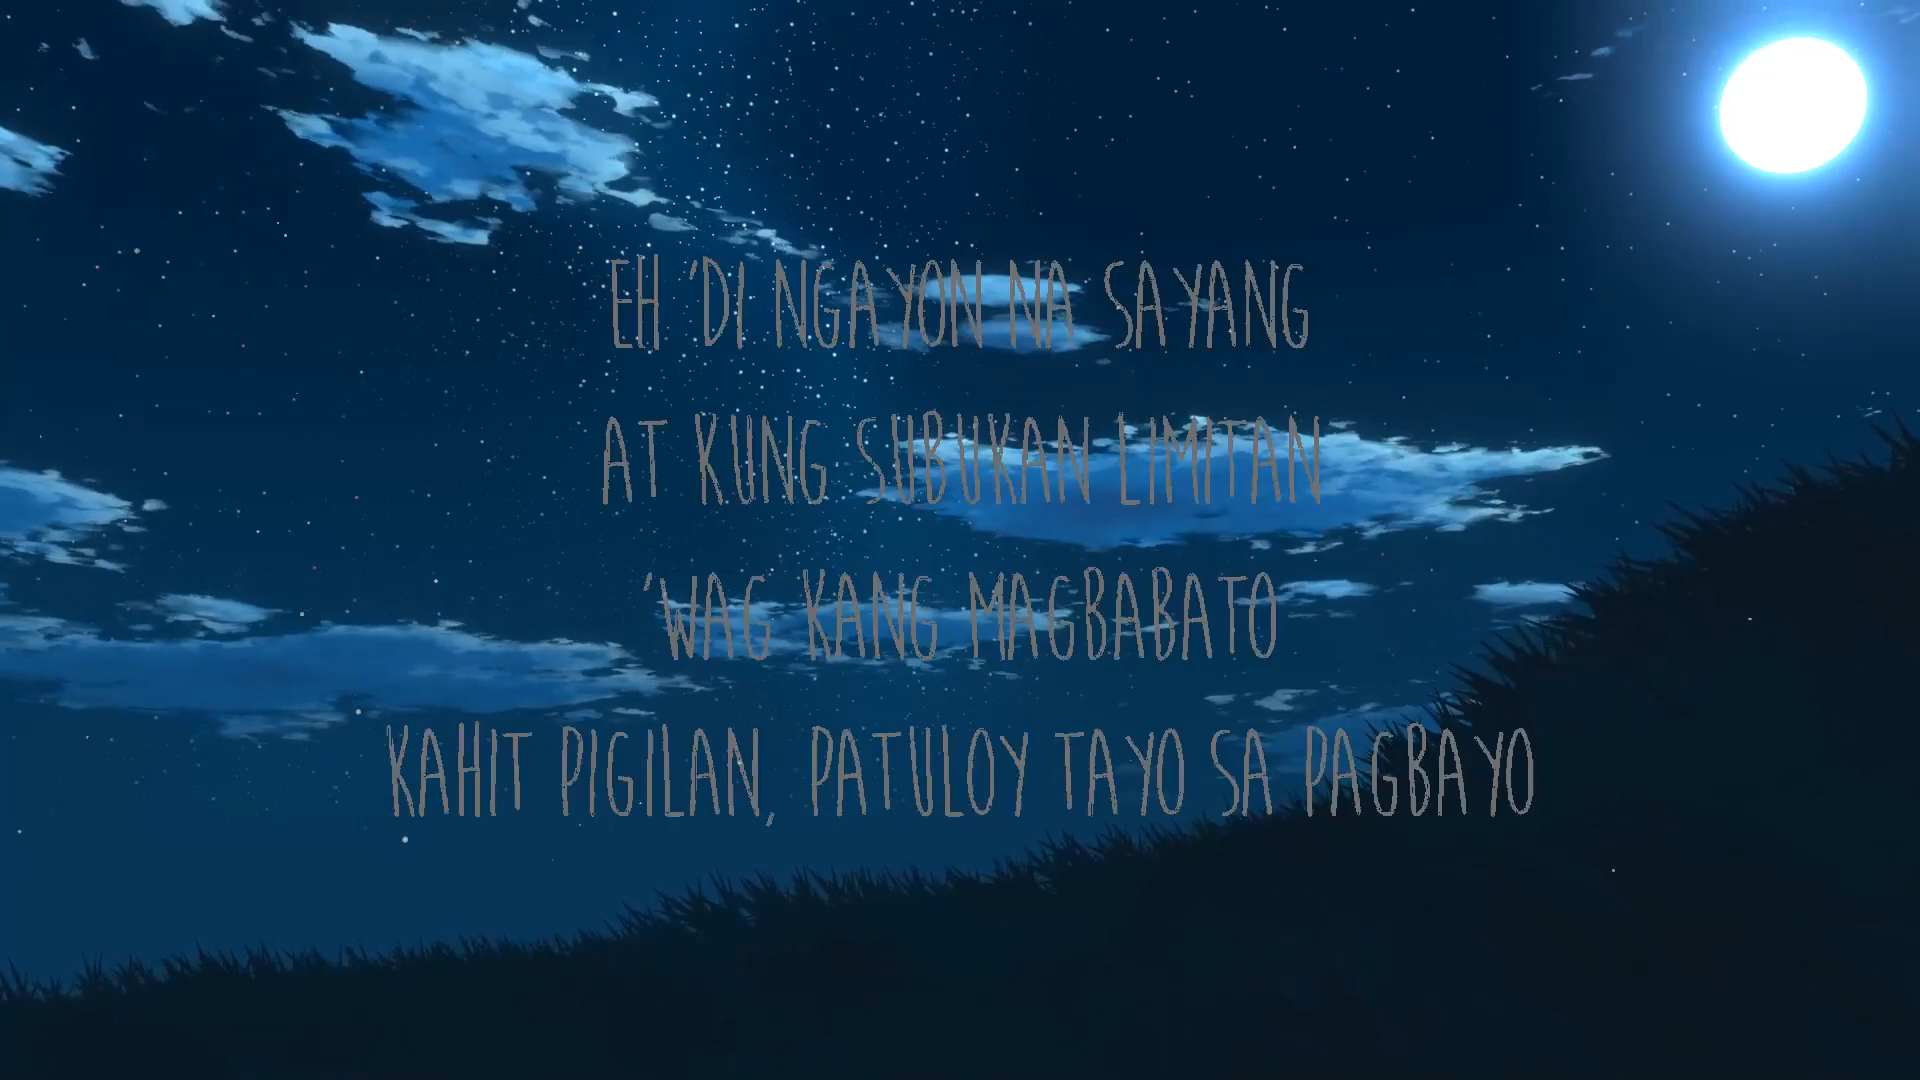 EH 'DI NGAYON NA SAYANG
AT KUNG SUBUKAN LIMITAN
'WAG KANG MAGBABATO
KAHIT PIGILAN, PATULOY TAYO SA PAGBAYO